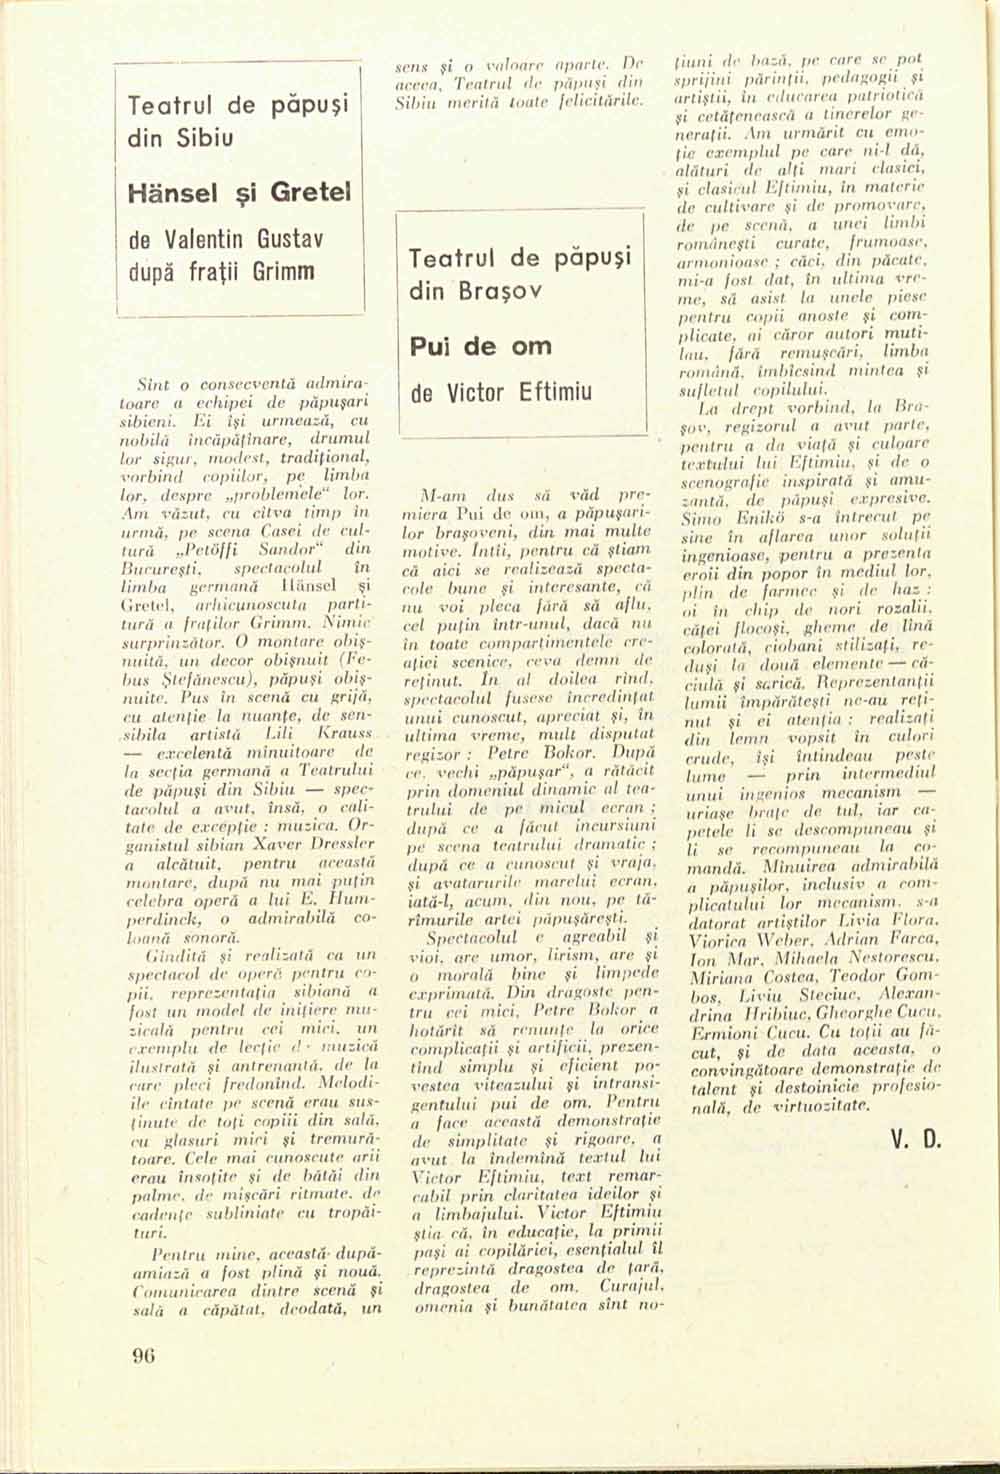 Teatrul de păpuşi
din Sibiu
Hänsel şi Gretel
de Valentin Gustav
după fraţii Grimm
Sînt o consecventă admira-
toare a echipei de păpuşari
sibieni. Ei îşi urmează, cu
nobilă încăpăţînare, drumul
lor sigur, modest, tradiţional,
vorbind copiilor, pe limba
lor, despre „problemele“ lor.
Am văzut, cu cîtva timp în
urmă, pe scena Casei de cul-
tură „Petöffi Sandor“ din
Bucureşti, spectacolul în
limba germană Hänsel şi
Gretel, arhicunoscuta parti-
tură a fraţilor Grimm. Nimic
surprinzător. O montare obiş-
nuită, un decor obişnuit (Fe-
bus Ştefănescu), păpuşi obiş-
nuite. Pus în scenă cu grijă,
cu atenţie la nuanţe, de sen-
sibila artistă Lili Krauss
— excelentă minuitoare de
la secţia germană a Teatrului
de păpuşi din Sibiu — spec-
tacolul a avut, însă, o cali-
tate de excepţie : muzica. Or-
ganistul sibian Xaver Dressler
a alcătuit, pentru această
montare, după nu mai puţin
celebra operă a lui E. Hum-
perdinck, o admirabilă co-
loană sonoră.
Gîndită şi realizată ca un
spectacol de operă pentru co-
pii, reprezentaţia sibiană a
fost un model de iniţiere mu-
zicală pentru cei mici, un
exemplu de lecţie de muzică
ilustrată şi antrenantă, de la
care pleci fredonînd. Melodi-
ile cîntate pe scenă erau sus-
ţinute de toţi copiii din sală,
cu glasuri mici şi tremură-
toare. Cele mai cunoscute arii
erau însoţite şi de bătăi din
palme, de mişcări ritmate, de
cadenţe subliniate cu tropăi-
turi.
Pentru mine, această după-
amiază a fost plină şi nouă.
Comunicarea dintre scenă şi
sală a căpătat, deodată, un
sens şi o valoare aparte. De
aceea, Teatrul de păpuşi din
Sibiu merită toate felicitările.
Teatrul de păpuşi
din Braşov
Pui de om
de Victor Eftimiu
M-am dus să văd pre-
miera Pui de om, a păpuşari-
lor braşoveni, din mai multe
motive. Întîi, pentru că ştiam
că aici se realizează specta-
cole bune şi interesante, că
nu voi pleca fără să aflu,
cel puţin într-unul, dacă nu
în toate compartimentele cre-
aţiei scenice, ceva demn de
reţinut. În al doilea rînd,
spectacolul fusese încredinţat
unui cunoscut, apreciat şi, în
ultima vreme, mult disputat
regizor : Petre Bokor. După
ce, vechi „păpuşar“, a rătăcit
prin domeniul dinamic al tea-
trului de pe micul ecran ;
după ce a făcut incursiuni
pe scena teatrului dramatic ;
după ce a cunoscut şi vraja,
şi avatarurile marelui ecran,
iată-l, acum, din nou, pe tă-
rîmurile artei păpuşăreşti.
Spectacolul e agreabil şi
vioi, are umor, lirism, are şi
o morală bine şi limpede
exprimată. Din dragoste pen-
tru cei mici, Petre Bokor a
hotărît să renunţe la orice
complicaţii şi artificii, prezen-
tînd simplu şi eficient po-
vestea viteazului şi intransi-
gentului pui de om. Pentru
a face această demonstraţie
de simplitate şi rigoare, a
avut la îndemînă textul lui
Victor Eftimiu, text remar-
cabil prin claritatea ideilor şi
a limbajului. Victor Eftimiu
ştia că, în educaţie, la primii
paşi ai copilăriei, esenţialul îl
reprezintă dragostea de ţară,
dragostea de om. Curajul,
omenia şi bunătatea sînt no-
ţiuni de bază, pe care se pot
sprijini părinţii, pedagogii şi
artiştii, în educarea patriotică
şi cetăţenească a tinerelor ge-
neraţii. Am urmărit cu emo-
ţie exemplul pe care ni-l dă,
alături de alţi mari clasici,
şi clasicul Eftimiu, în materie
de cultivare şi de promovare,
de pe scenă, a unei limbi
româneşti curate, frumoase,
armonioase ; căci, din păcate,
mi-a fost dat, în ultima vre-
me, să asist la unele piese
pentru copii anoste şi com-
plicate, ai căror autori muti-
lau, fără remuşcări, limba
română, îmbîcsind mintea şi
sufletul copilului.
La drept vorbind, la Bra-
şov, regizorul a avut parte,
pentru a da viaţă şi culoare
textului lui Eftimiu, şi de o
scenografie inspirată şi amu-
zantă, de păpuşi expresive.
Simo Enikö s-a întrecut pe
sine în aflarea unor soluţii
ingenioase, pentru a prezenta
eroii din popor în mediul lor,
plin de farmec şi de haz :
oi în chip de nori rozalii,
căţei flocoşi, gheme de lînă
colorată, ciobani stilizaţi, re-
duşi la două elemente — că-
ciulă şi sarică. Reprezentanţii
lumii împărăteşti ne-au reţi-
nut şi ei atenţia : realizaţi
din lemn vopsit în culori
crude, îşi întindeau peste
lume — prin intermediul
unui ingenios mecanism —
uriaşe braţe de tul, iar ca-
petele li se descompuneau şi
li se recompuneau la co-
mandă. Mînuirea admirabilă
a păpuşilor, inclusiv a com-
plicatului lor mecanism, s-a
datorat artiştilor Livia Flora,
Viorica Weber, Adrian Farca,
Ion Mar, Mihaela Nestorescu,
Miriana Costea, Teodor Gom-
bos, Liviu Steciuc, Alexan-
drina Hribiuc, Gheorghe Cucu,
Ermioni Cucu. Cu toţii au fă-
cut, şi de data aceasta, o
convingătoare demonstraţie de
talent şi destoinicie profesio-
nală, de virtuozitate.
V. D.
96